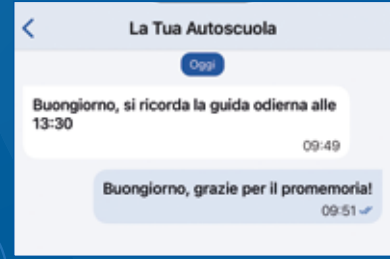 La Tua Autoscuola
Oggi
Buongiorno, si ricorda la guida odierna alle
13:30
09:49
Buongiorno, grazie per il promemoria!
09:51